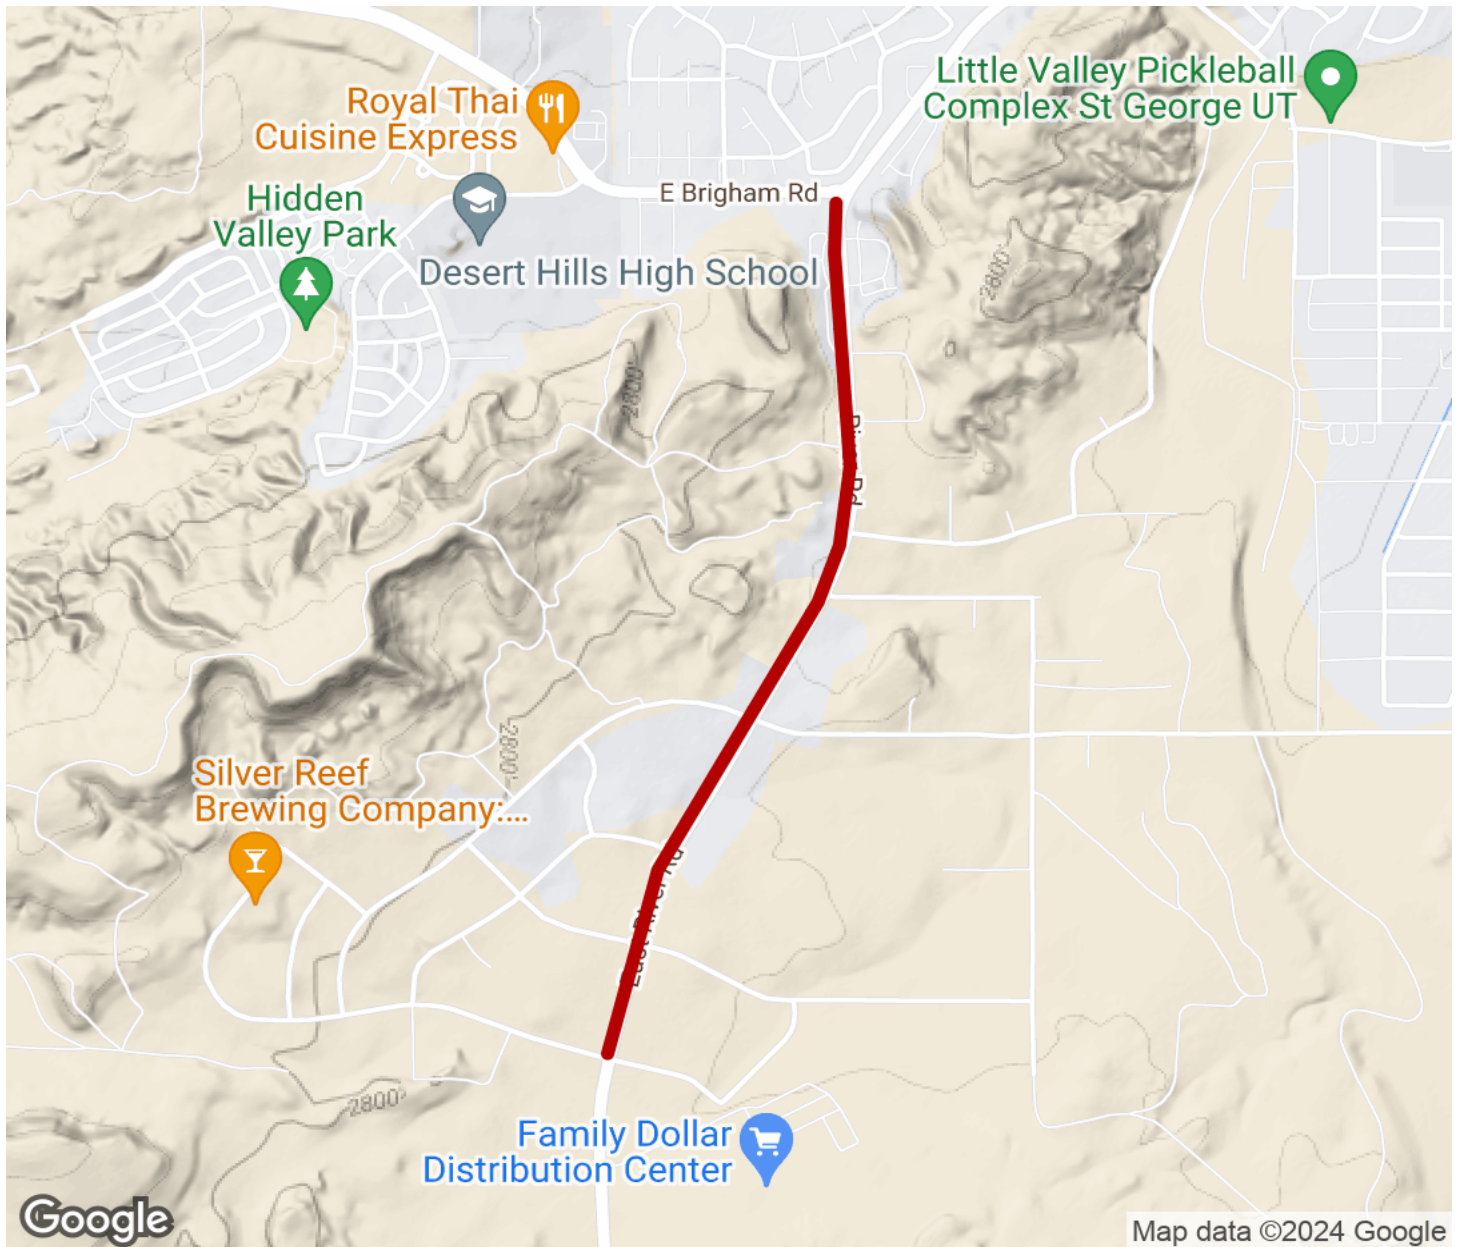 Little Valley Pickleball
Complex St George UT
Royal Thai
Cuisine Express
E Brigham Rd
Hidden
Valley Park
Desert Hills High School
2800'
2800'
Rd
2800'
Silver Reef
Brewing Company:...
2800'
Family Dollar
Distribution Center
Google
Map data ©2024 Google